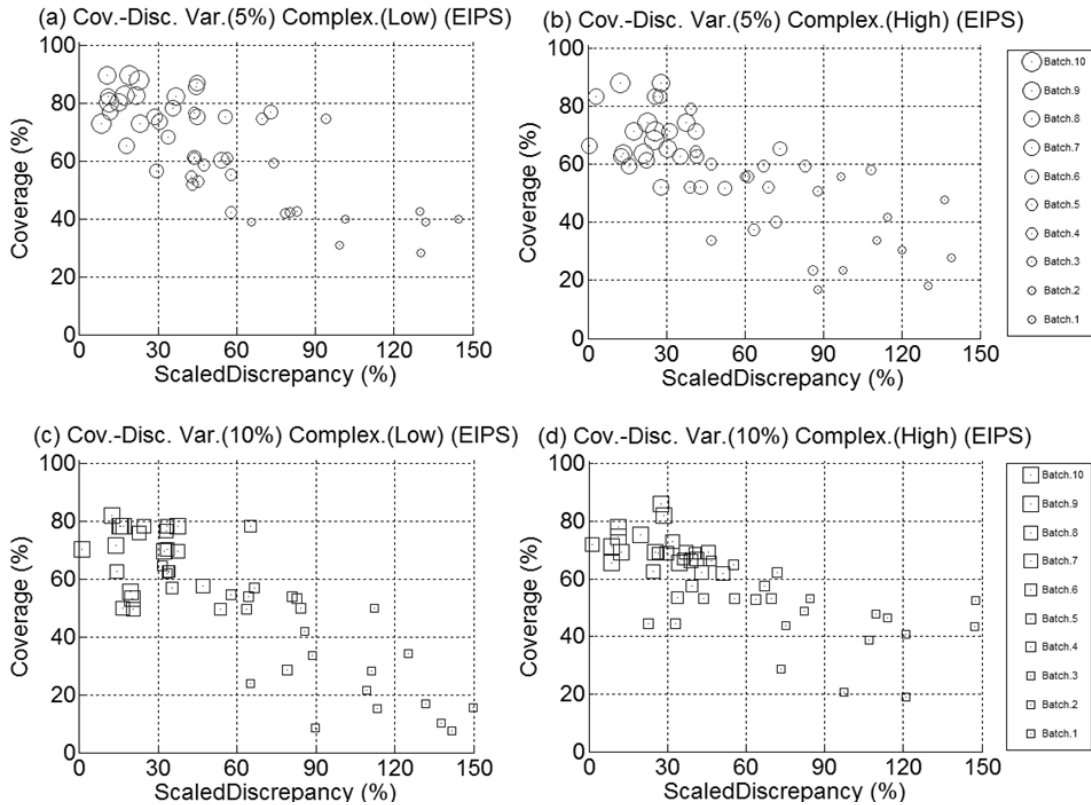 (a) Cov.-Disc. Var.(5%) Complex.(Low) (EIPS)
100
80
60
40
20
0
Coverage (%)
0 30 60 90 120 150
ScaledDiscrepancy (%)
(b) Cov.-Disc. Var.(5%) Complex.(High) (EIPS)
100
80
60
40
20
0
Coverage (%)
0 30 60 90 120 150
ScaledDiscrepancy (%)
Batch.10
Batch.9
Batch.8
Batch.7
Batch.6
Batch.5
Batch.4
Batch.3
Batch.2
Batch.1
(c) Cov.-Disc. Var.(10%) Complex.(Low) (EIPS)
100
80
60
40
20
0
Coverage (%)
0 30 60 90 120 150
ScaledDiscrepancy (%)
(d) Cov.-Disc. Var.(10%) Complex.(High) (EIPS)
100
80
60
40
20
0
Coverage (%)
0 30 60 90 120 150
ScaledDiscrepancy (%)
Batch.10
Batch.9
Batch.8
Batch.7
Batch.6
Batch.5
Batch.4
Batch.3
Batch.2
Batch.1